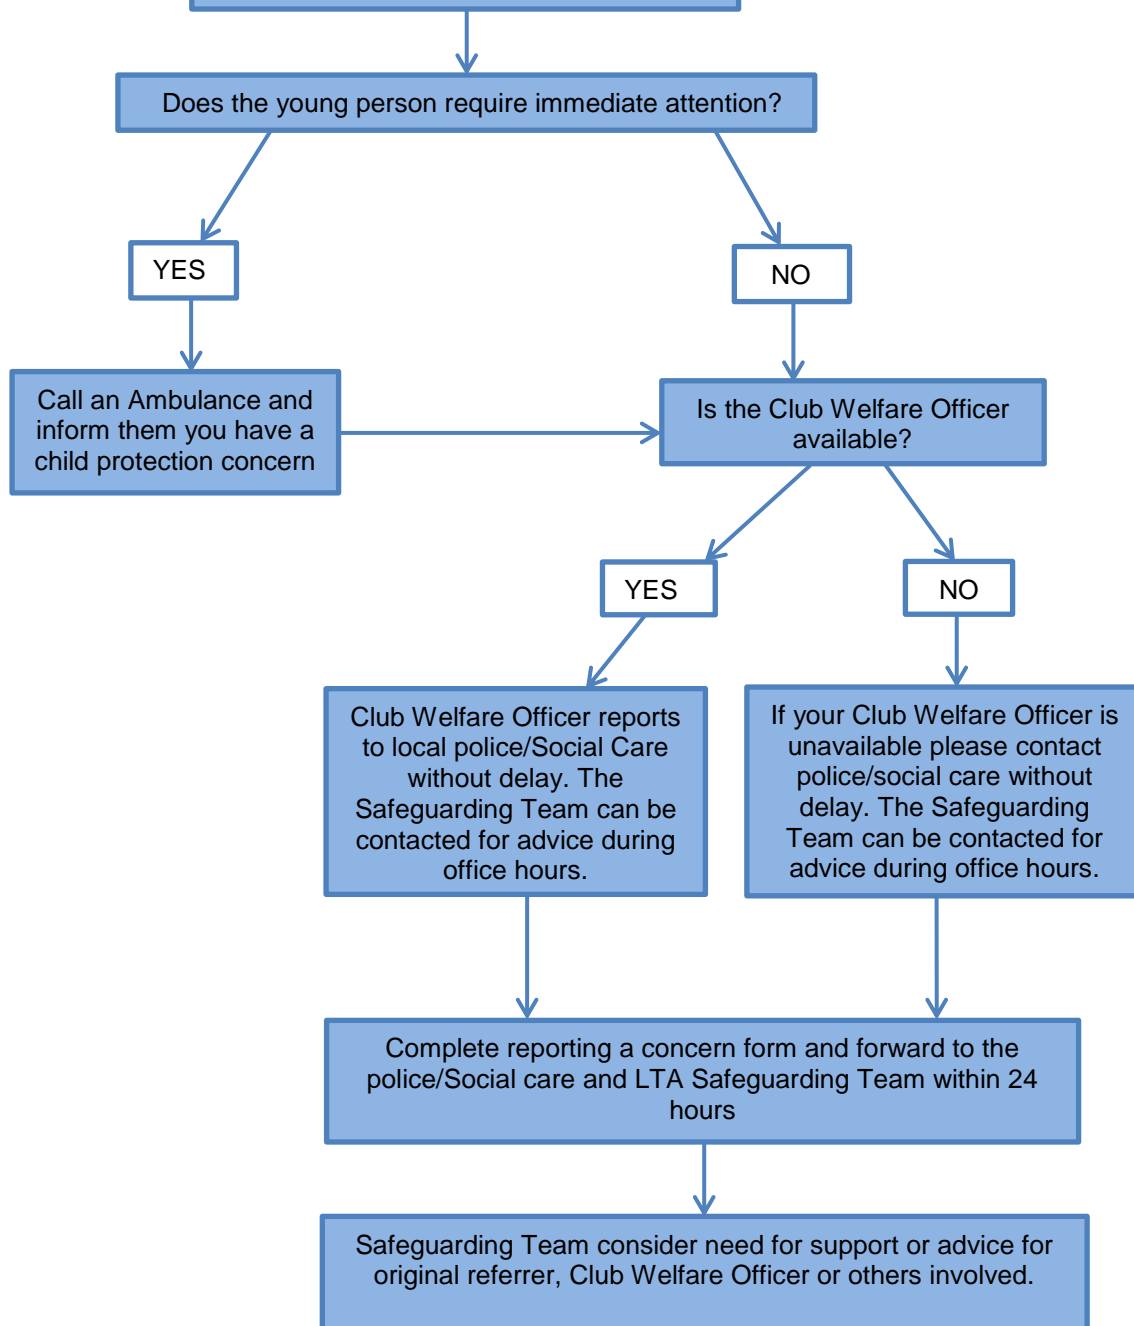 Does the young person require immediate attention?
YES
NO
Call an Ambulance and
inform them you have a
child protection concern
Is the Club Welfare Officer
available?
YES
NO
Club Welfare Officer reports
to local police/Social Care
without delay. The
Safeguarding Team can be
contacted for advice during
office hours.
If your Club Welfare Officer is
unavailable please contact
police/social care without
delay. The Safeguarding
Team can be contacted for
advice during office hours.
Complete reporting a concern form and forward to the
police/Social care and LTA Safeguarding Team within 24
hours
Safeguarding Team consider need for support or advice for
original referrer, Club Welfare Officer or others involved.